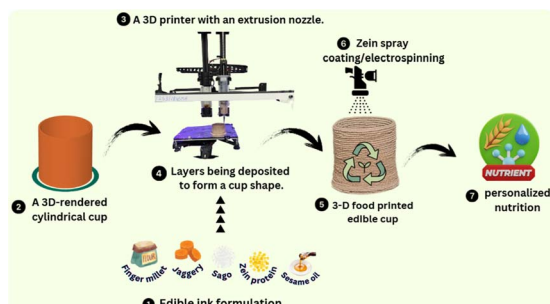 3 A 3D printer with an extrusion nozzle.
6 Zein spray
coating/electrospinning
2 A 3D-rendered
cylindrical cup
4 Layers being deposited
to form a cup shape.
5 3-D food printed
edible cup
NUTRIENT
7 personalized
nutrition
Finger millet
Jaggery
Sago
Zein protein
Sesame oil
1 Edible ink formulation